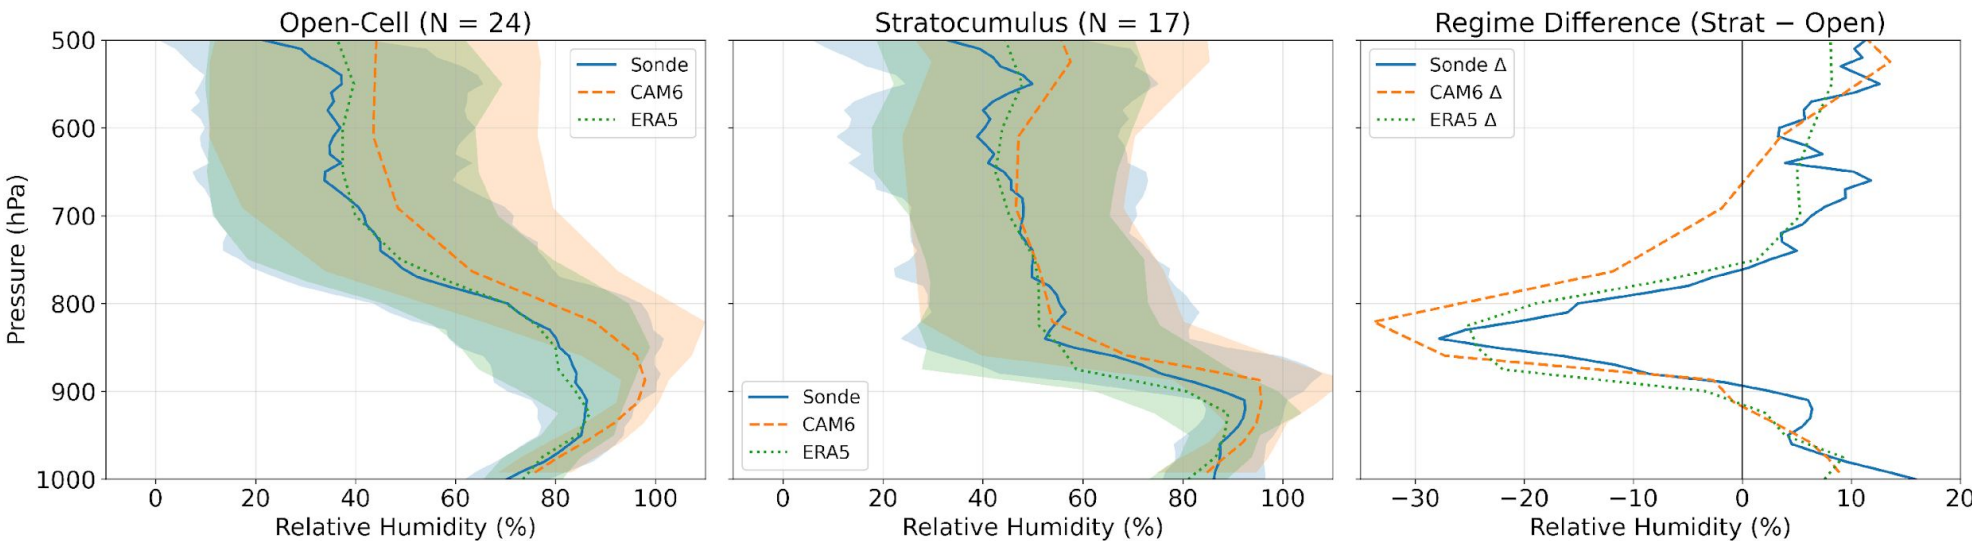 Open-Cell (N = 24)
Stratocumulus (N = 17)
Regime Difference (Strat − Open)
Pressure (hPa)
500
600
700
800
900
1000
Sonde
CAM6
ERA5
0
20
40
60
80
100
Relative Humidity (%)
Sonde
CAM6
ERA5
0
20
40
60
80
100
Relative Humidity (%)
Sonde Δ
CAM6 Δ
ERA5 Δ
−30
−20
−10
0
10
20
Relative Humidity (%)